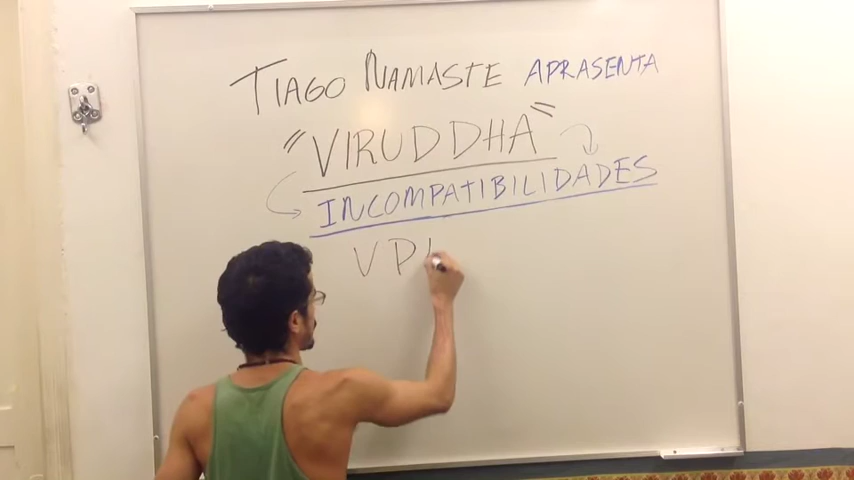 TIAGO NAMASTE APRASENTA
"VIRUDDHA"
INCOMPATIBILIDADES
V P